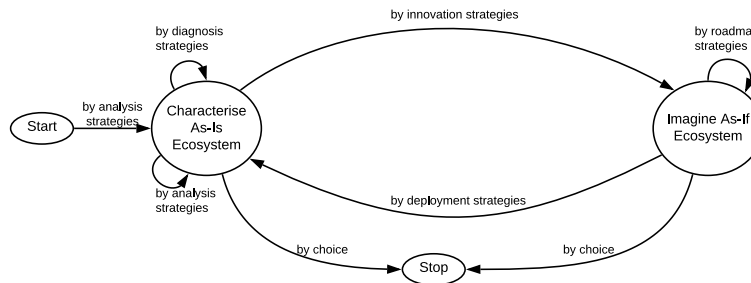 by innovation strategies
by diagnosis
strategies
by roadma
strategies
Characterise
As-Is
Ecosystem
Imagine As-If
Ecosystem
by analysis
strategies
Start
by analysis
strategies
by deployment strategies
by choice
by choice
Stop